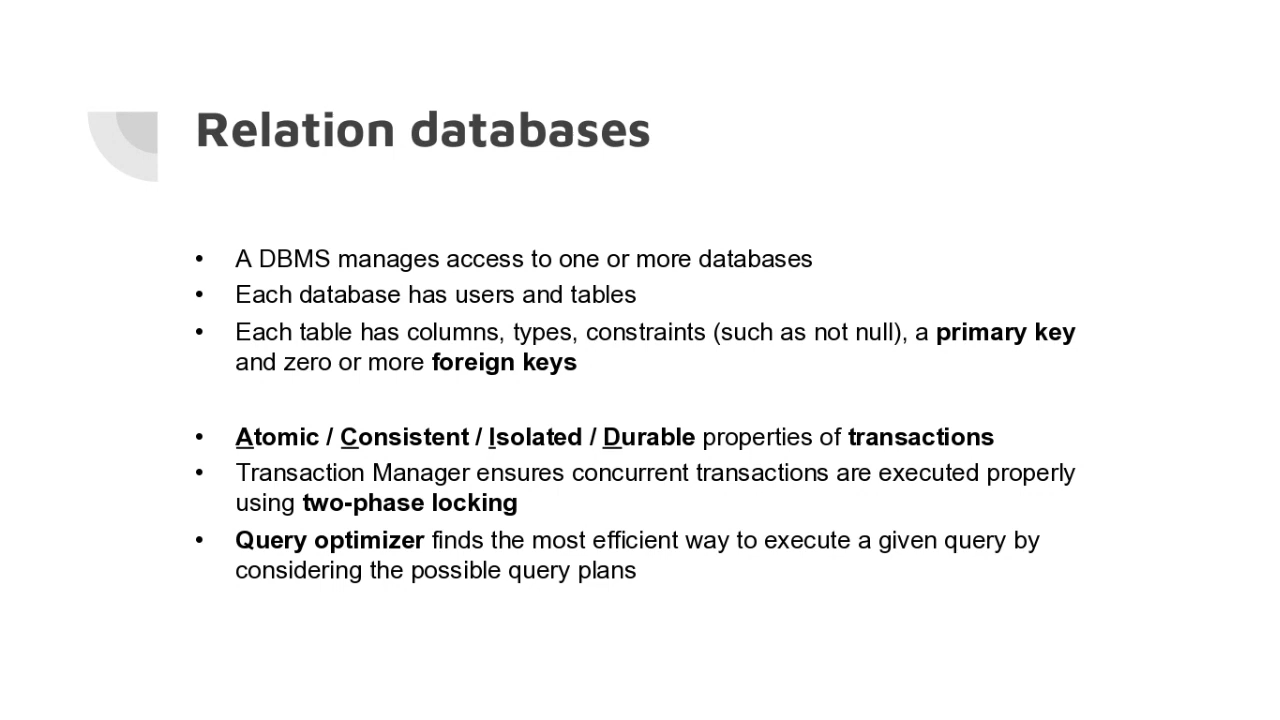 Relation databases
• A DBMS manages access to one or more databases
• Each database has users and tables
• Each table has columns, types, constraints (such as not null), a primary key
and zero or more foreign keys
• Atomic / Consistent / Isolated / Durable properties of transactions
• Transaction Manager ensures concurrent transactions are executed properly
using two-phase locking
• Query optimizer finds the most efficient way to execute a given query by
considering the possible query plans